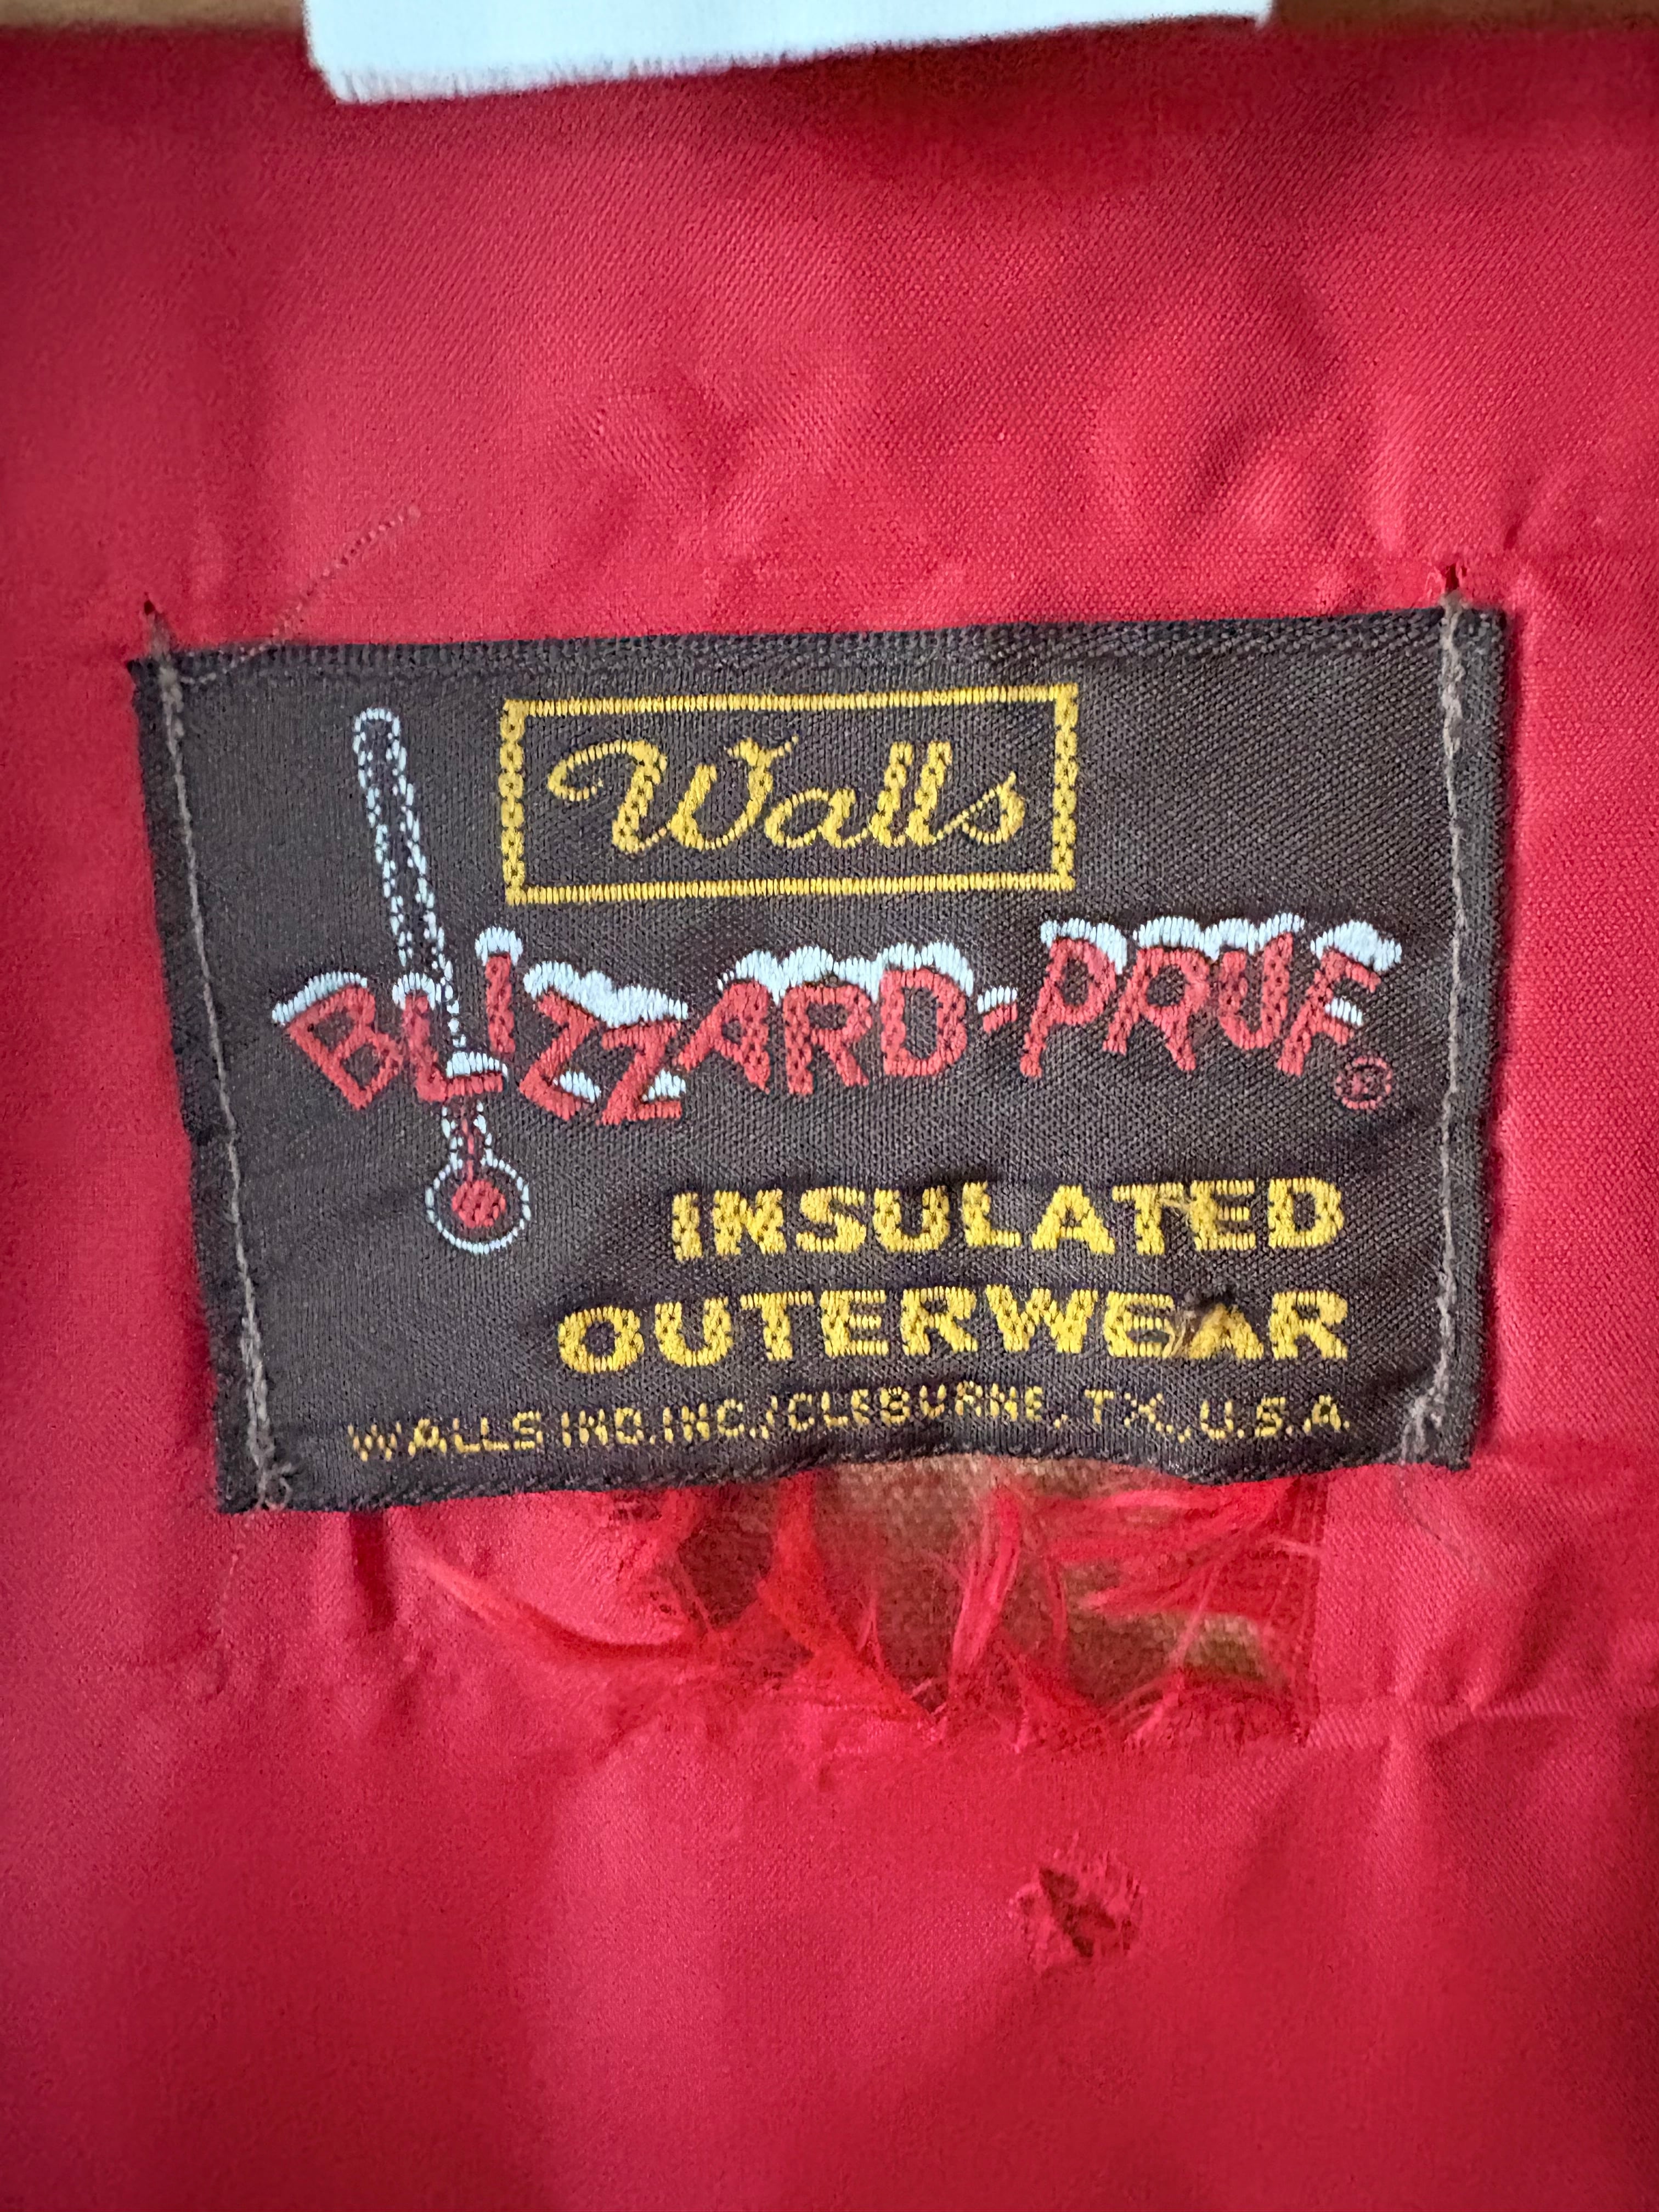 Walls
BLIZZARD-PRUF®
INSULATED
OUTERWEAR
WALLS IND.INC./CLEBURNE, TX., U.S.A.